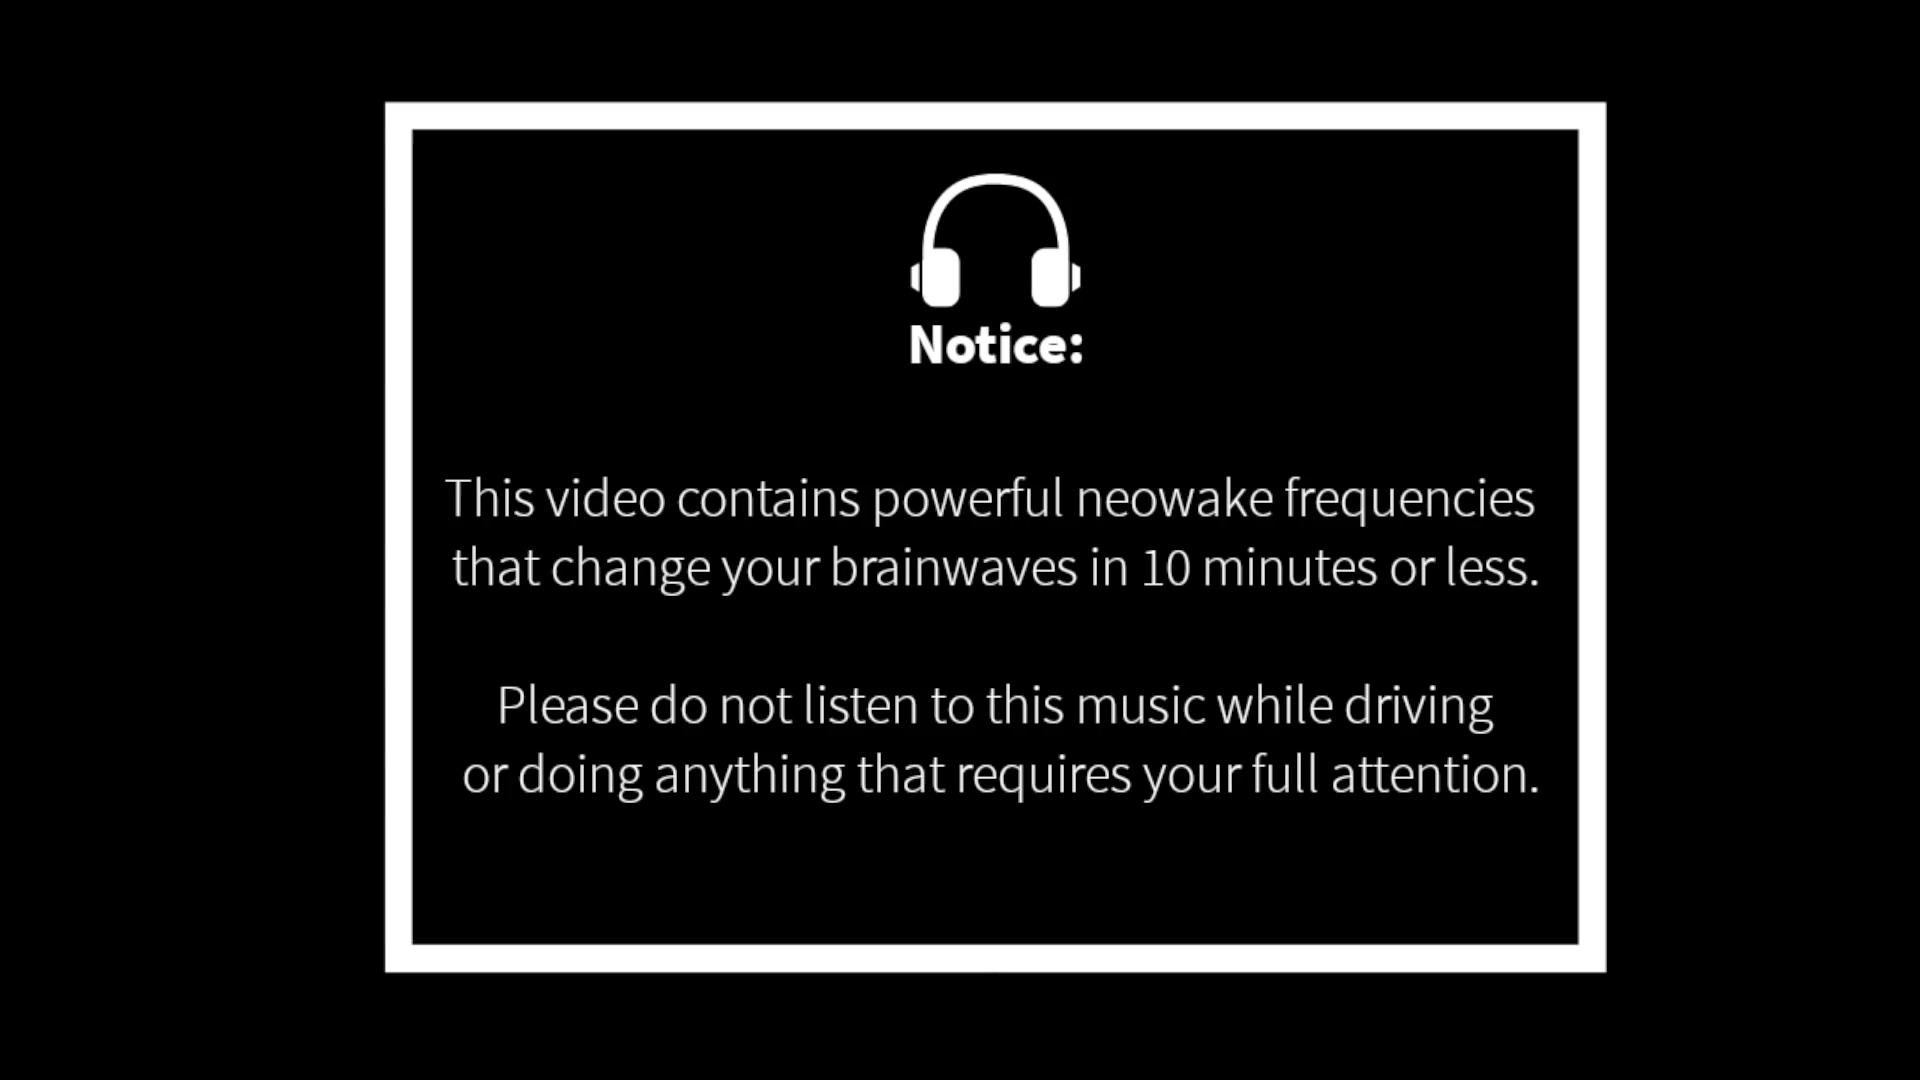 Notice:
This video contains powerful neowake frequencies
that change your brainwaves in 10 minutes or less.
Please do not listen to this music while driving
or doing anything that requires your full attention.